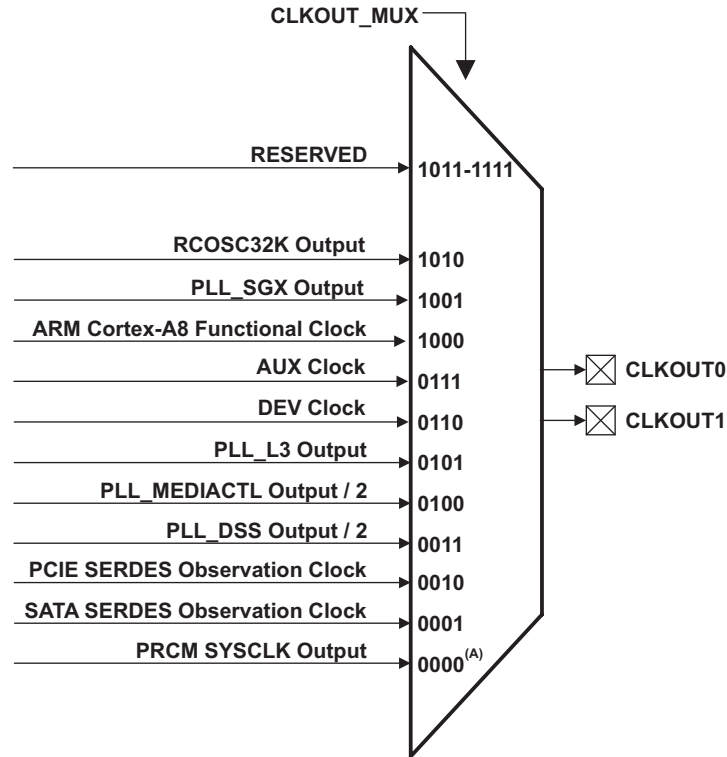 CLKOUT_MUX
RESERVED 1011-1111
RCOSC32K Output 1010
PLL_SGX Output 1001
ARM Cortex-A8 Functional Clock 1000
AUX Clock 0111
CLKOUT0
DEV Clock 0110
CLKOUT1
PLL_L3 Output 0101
PLL_MEDIACTL Output / 2 0100
PLL_DSS Output / 2 0011
PCIE SERDES Observation Clock 0010
SATA SERDES Observation Clock 0001
PRCM SYSCLK Output 0000(A)